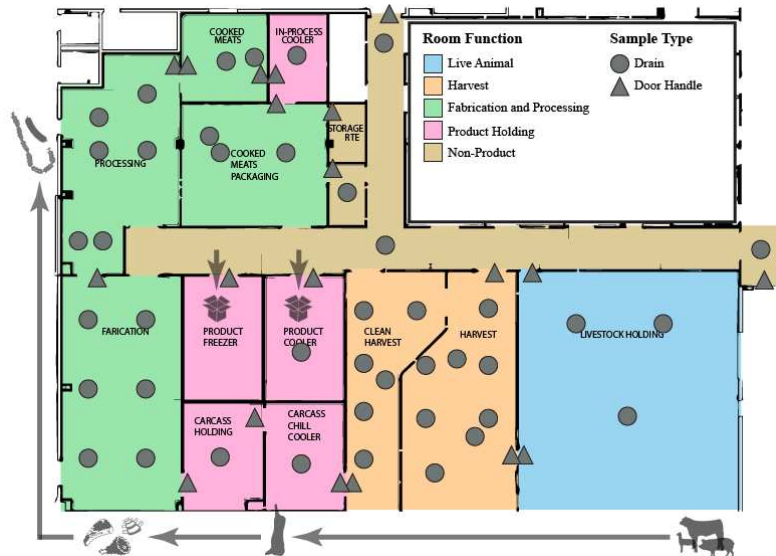 COOKED
MEATS
IN-PROCESS
COOLER
Room Function
Sample Type
Live Animal
Drain
Harvest
Door Handle
Fabrication and Processing
Product Holding
Non-Product
STORAGE
RTE
PROCESSING
COOKED
MEATS
PACKAGING
FARICATION
PRODUCT
FREEZER
PRODUCT
COOLER
CLEAN
HARVEST
HARVEST
LIVESTOCK HOLDING
CARCASS
HOLDING
CARCASS
CHILL
COOLER